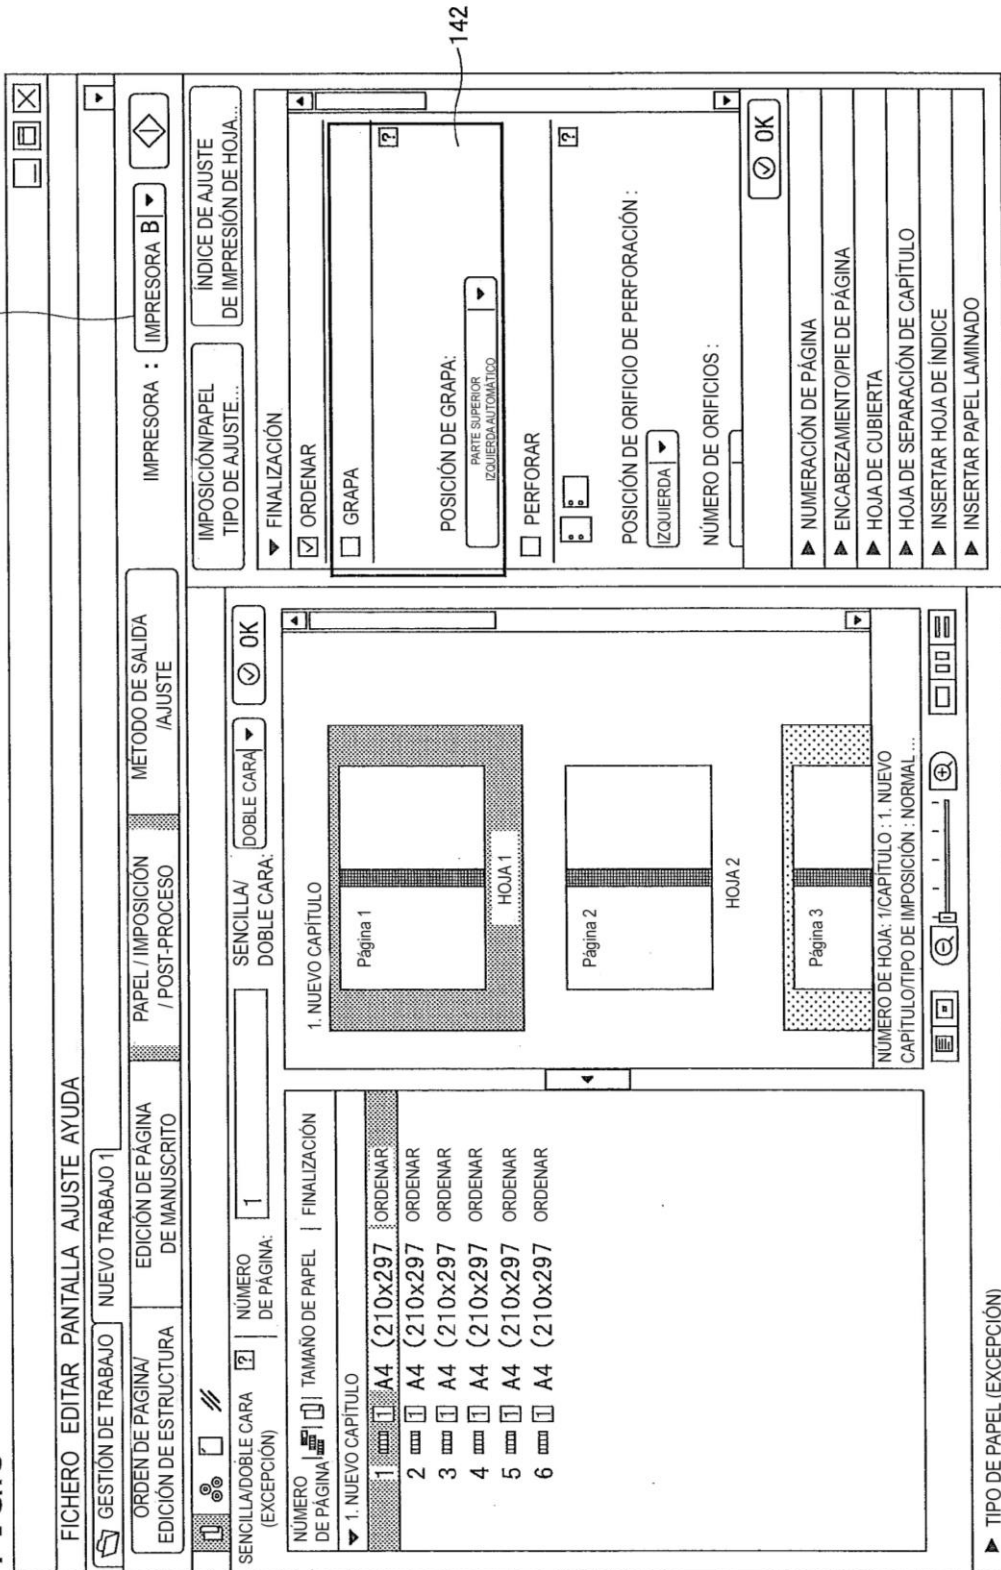 FICHERO EDITAR PANTALLA AJUSTE AYUDA
GESTIÓN DE TRABAJO
NUEVO TRABAJO 1
ORDEN DE PAGINA/
EDICIÓN DE ESTRUCTURA
EDICIÓN DE PÁGINA
DE MANUSCRITO
PAPEL / IMPOSICIÓN
/ POST-PROCESO
MÉTODO DE SALIDA
/AJUSTE
IMPRESORA : IMPRESORA B
SENCILLA/DOBLE CARA
(EXCEPCIÓN)
?
NÚMERO
DE PÁGINA:
1
SENCILLA/
DOBLE CARA:
DOBLE CARA
OK
NÚMERO
DE PÁGINA
TAMAÑO DE PAPEL
FINALIZACIÓN
1. NUEVO CAPÍTULO
1 1 A4 (210x297 ORDENAR
2 1 A4 (210x297 ORDENAR
3 1 A4 (210x297 ORDENAR
4 1 A4 (210x297 ORDENAR
5 1 A4 (210x297 ORDENAR
6 1 A4 (210x297 ORDENAR
1. NUEVO CAPÍTULO
Página 1
HOJA 1
Página 2
HOJA 2
Página 3
NÚMERO DE HOJA: 1/CAPÍTULO : 1. NUEVO
CAPÍTULO/TIPO DE IMPOSICIÓN : NORMAL...
IMPOSICION/PAPEL
TIPO DE AJUSTE...
ÍNDICE DE AJUSTE
DE IMPRESIÓN DE HOJA...
FINALIZACIÓN
ORDENAR
GRAPA
?
POSICIÓN DE GRAPA:
PARTE SUPERIOR
IZQUIERDA AUTOMÁTICO
142
PERFORAR
?
POSICIÓN DE ORIFICIO DE PERFORACIÓN :
IZQUIERDA
NÚMERO DE ORIFICIOS :
OK
NUMERACIÓN DE PÁGINA
ENCABEZAMIENTO/PIE DE PÁGINA
HOJA DE CUBIERTA
HOJA DE SEPARACIÓN DE CAPÍTULO
INSERTAR HOJA DE ÍNDICE
INSERTAR PAPEL LAMINADO
TIPO DE PAPEL (EXCEPCIÓN)